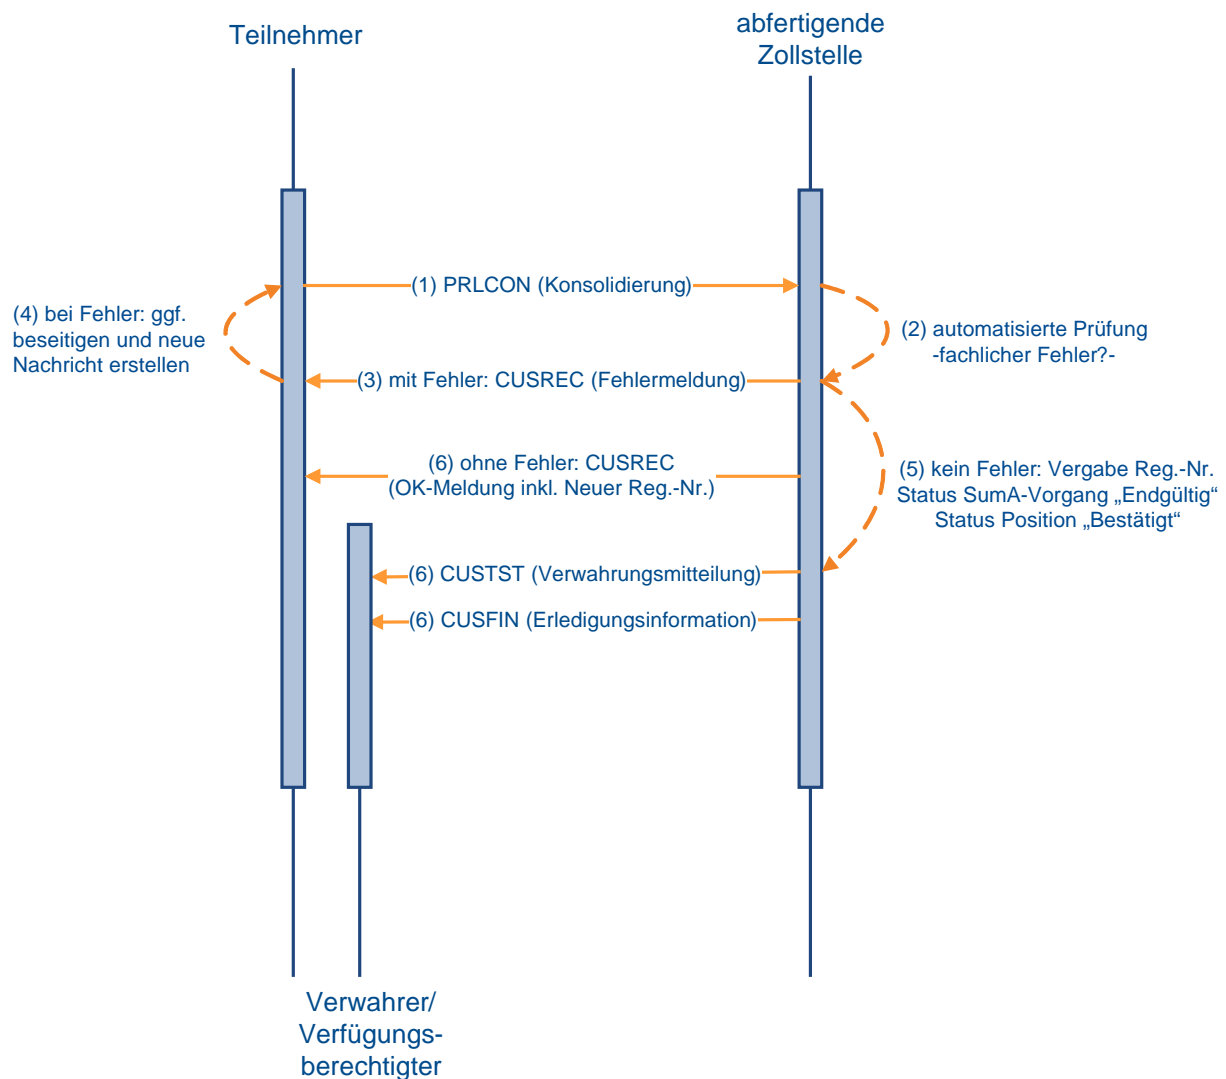 Teilnehmer
abfertigende
Zollstelle
(1) PRLCON (Konsolidierung)
(2) automatisierte Prüfung
-fachlicher Fehler?-
(4) bei Fehler: ggf.
beseitigen und neue
Nachricht erstellen
(3) mit Fehler: CUSREC (Fehlermeldung)
(6) ohne Fehler: CUSREC
(OK-Meldung inkl. Neuer Reg.-Nr.)
(5) kein Fehler: Vergabe Reg.-Nr.
Status SumA-Vorgang „Endgültig“
Status Position „Bestätigt“
(6) CUSTST (Verwahrungsmitteilung)
(6) CUSFIN (Erledigungsinformation)
Verwahrer/
Verfügungs-
berechtigter